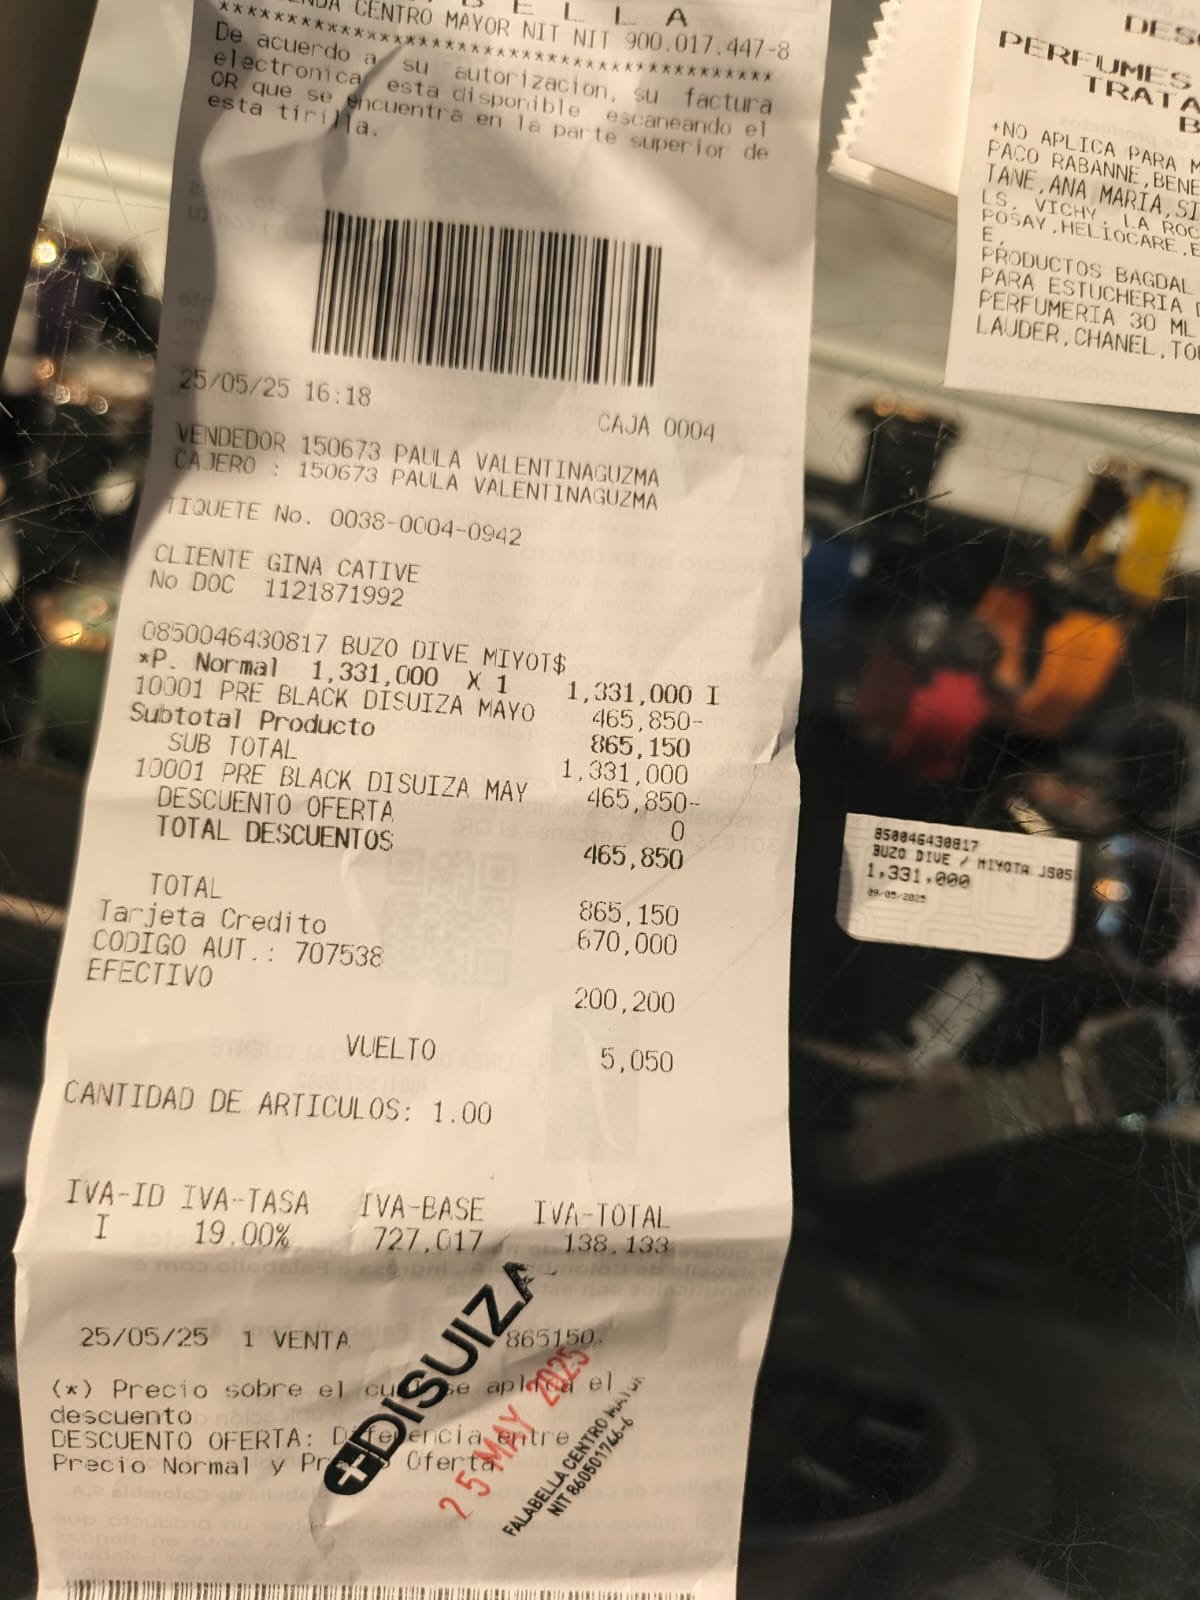 B E L L A
CENTRO MAYOR NIT NIT 900.017.447-8
****************************************
De acuerdo a su autorizacion, su factura
electronica esta disponible escaneando el
QR que se encuentra en la parte superior de
esta tirilla.
25/05/25 16:18
CAJA 0004
VENDEDOR 150673 PAULA VALENTINAGUZMA
CAJERO : 150673 PAULA VALENTINAGUZMA
TIQUETE No. 0038-0004-0942
CLIENTE GINA CATIVE
No DOC 1121871992
0850046430817 BUZO DIVE MIYOT$
*P. Normal 1,331,000 X 1 1,331,000 I
10001 PRE BLACK DISUIZA MAYO 465,850-
Subtotal Producto 865,150
SUB TOTAL 1,331,000
10001 PRE BLACK DISUIZA MAY 465,850-
DESCUENTO OFERTA 0
TOTAL DESCUENTOS 465,850
TOTAL 865,150
Tarjeta Credito 670,000
CODIGO AUT.: 707538
EFECTIVO 200,200
VUELTO 5,050
CANTIDAD DE ARTICULOS: 1.00
IVA-ID IVA-TASA IVA-BASE IVA-TOTAL
I 19.00% 727,017 138,133
25/05/25 1 VENTA 865150.
(*) Precio sobre el cual se aplica el
descuento
DESCUENTO OFERTA: Diferencia entre
Precio Normal y Precio Oferta
DISUIZA
25 MAY 2025
FALABELLA CENTRO MAYOR
NIT 860501746-6
DES
PERFUMES
TRATA
B
+NO APLICA PARA M
PACO RABANNE,BENE
TANE,ANA MARIA,SI
LS, VICHY, LA ROC
POSAY,HELIOCARE,E
E,
PRODUCTOS BAGDAL
PARA ESTUCHERIA
PERFUMERIA 30 ML
LAUDER,CHANEL,TO
850046430817
BUZO DIVE / MIYOTA JS05
1,331,000
09/05/2025